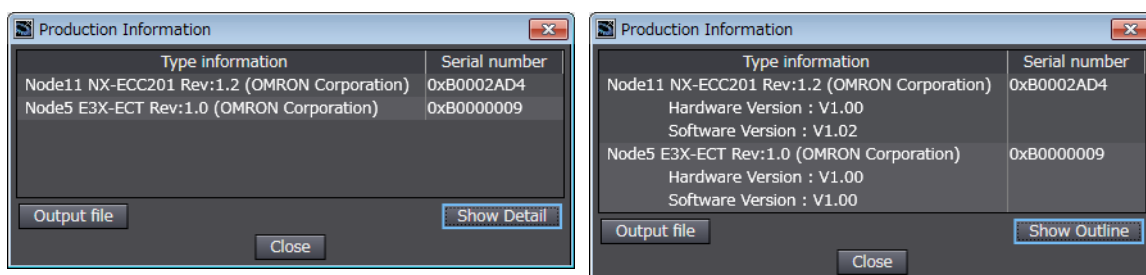 Production Information
Type information Serial number
Node11 NX-ECC201 Rev:1.2 (OMRON Corporation) 0xB0002AD4
Node5 E3X-ECT Rev:1.0 (OMRON Corporation) 0xB0000009
Output file Show Detail
Close
Production Information
Type information Serial number
Node11 NX-ECC201 Rev:1.2 (OMRON Corporation) 0xB0002AD4
Hardware Version : V1.00
Software Version : V1.02
Node5 E3X-ECT Rev:1.0 (OMRON Corporation) 0xB0000009
Hardware Version : V1.00
Software Version : V1.00
Output file Show Outline
Close